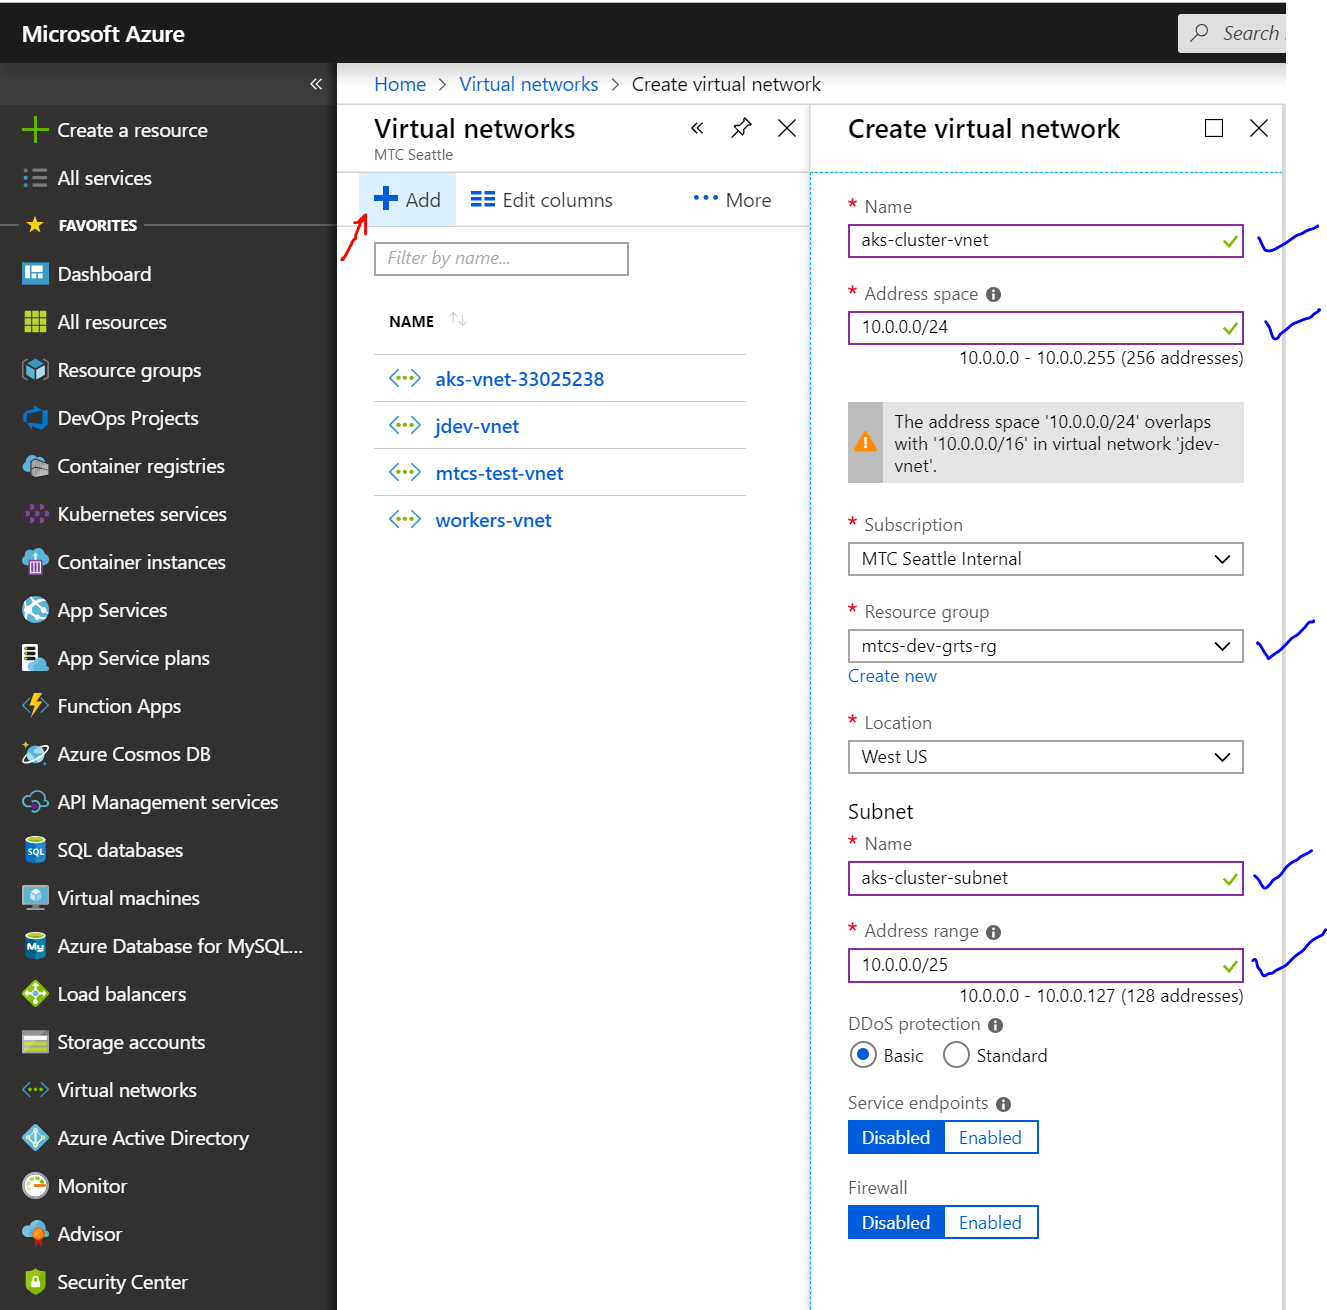 Microsoft Azure
Search
«
Create a resource
All services
FAVORITES
Dashboard
All resources
Resource groups
DevOps Projects
Container registries
Kubernetes services
Container instances
App Services
App Service plans
Function Apps
Azure Cosmos DB
API Management services
SQL databases
Virtual machines
Azure Database for MySQL...
Load balancers
Storage accounts
Virtual networks
Azure Active Directory
Monitor
Advisor
Security Center
Home > Virtual networks > Create virtual network
Virtual networks
MTC Seattle
Add
Edit columns
More
Filter by name...
NAME
aks-vnet-33025238
jdev-vnet
mtcs-test-vnet
workers-vnet
Create virtual network
* Name
aks-cluster-vnet
* Address space
10.0.0.0/24
10.0.0.0 - 10.0.0.255 (256 addresses)
The address space '10.0.0.0/24' overlaps
with '10.0.0.0/16' in virtual network 'jdev-
vnet'.
* Subscription
MTC Seattle Internal
* Resource group
mtcs-dev-grts-rg
Create new
* Location
West US
Subnet
* Name
aks-cluster-subnet
* Address range
10.0.0.0/25
10.0.0.0 - 10.0.0.127 (128 addresses)
DDoS protection
Basic Standard
Service endpoints
Disabled Enabled
Firewall
Disabled Enabled